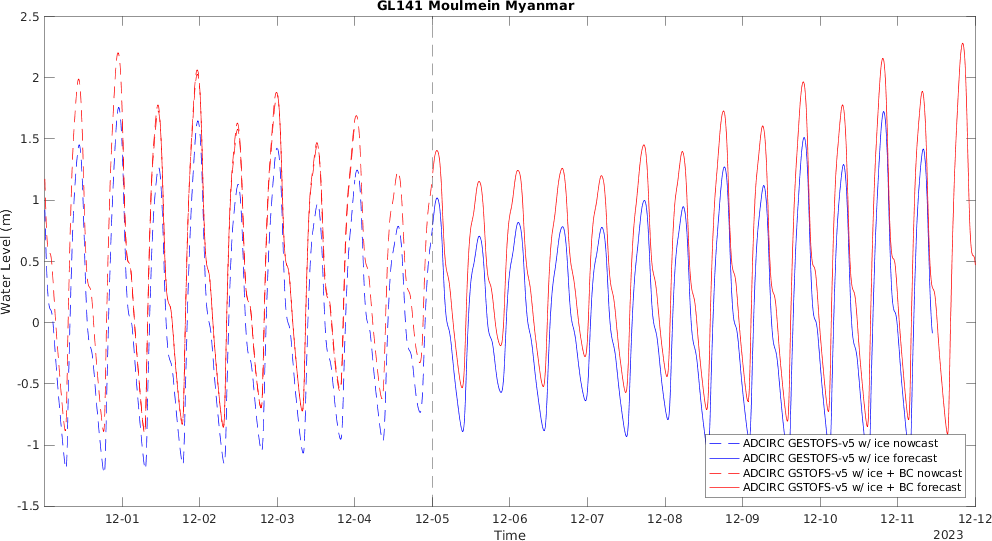 GL141 Moulmein Myanmar
2.5
2
1.5
1
0.5
0
-0.5
-1
-1.5
Water Level (m)
ADCIRC GESTOFS-v5 w/ ice nowcast
ADCIRC GESTOFS-v5 w/ ice forecast
ADCIRC GSTOFS-v5 w/ ice + BC nowcast
ADCIRC GSTOFS-v5 w/ ice + BC forecast
12-01 12-02 12-03 12-04 12-05 12-06 12-07 12-08 12-09 12-10 12-11 12-12
Time
2023